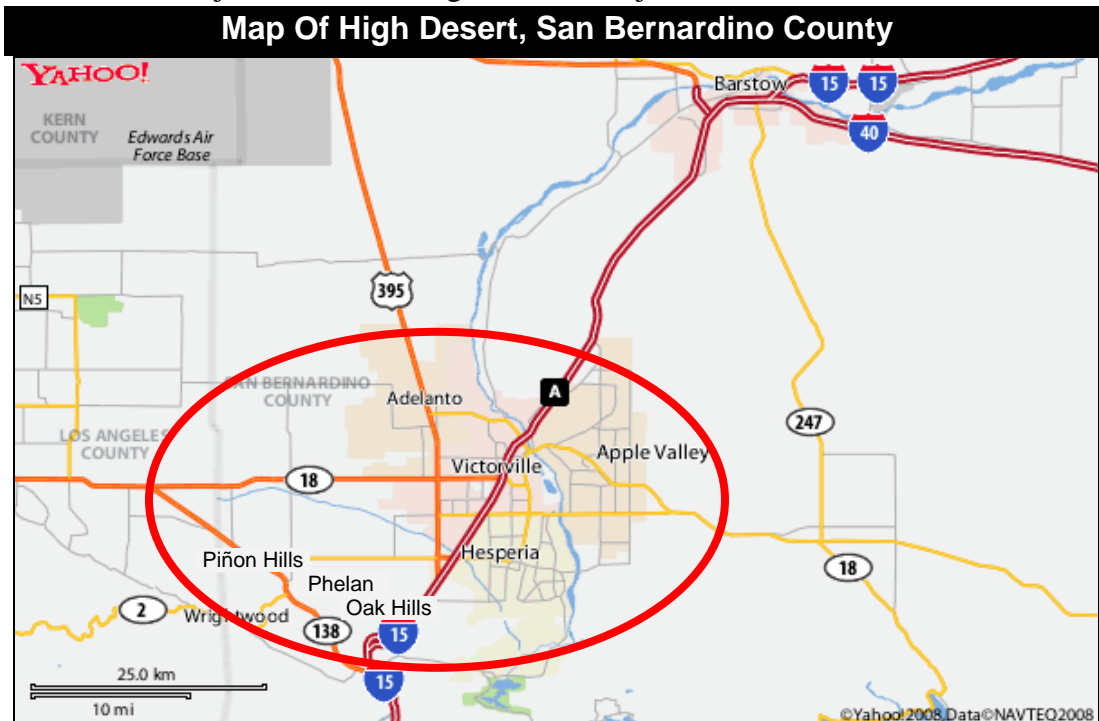 Map Of High Desert, San Bernardino County
YAHOO!
Barstow
15
15
40
KERN
COUNTY
Edwards Air
Force Base
395
N5
SAN BERNARDINO
COUNTY
Adelanto
A
LOS ANGELES
COUNTY
247
Apple Valley
Victorville
18
Hesperia
Piñon Hills
18
Phelan
Oak Hills
2
Wrightwood
138
15
15
25.0 km
10 mi
©Yahoo!2008,Data©NAVTEQ2008